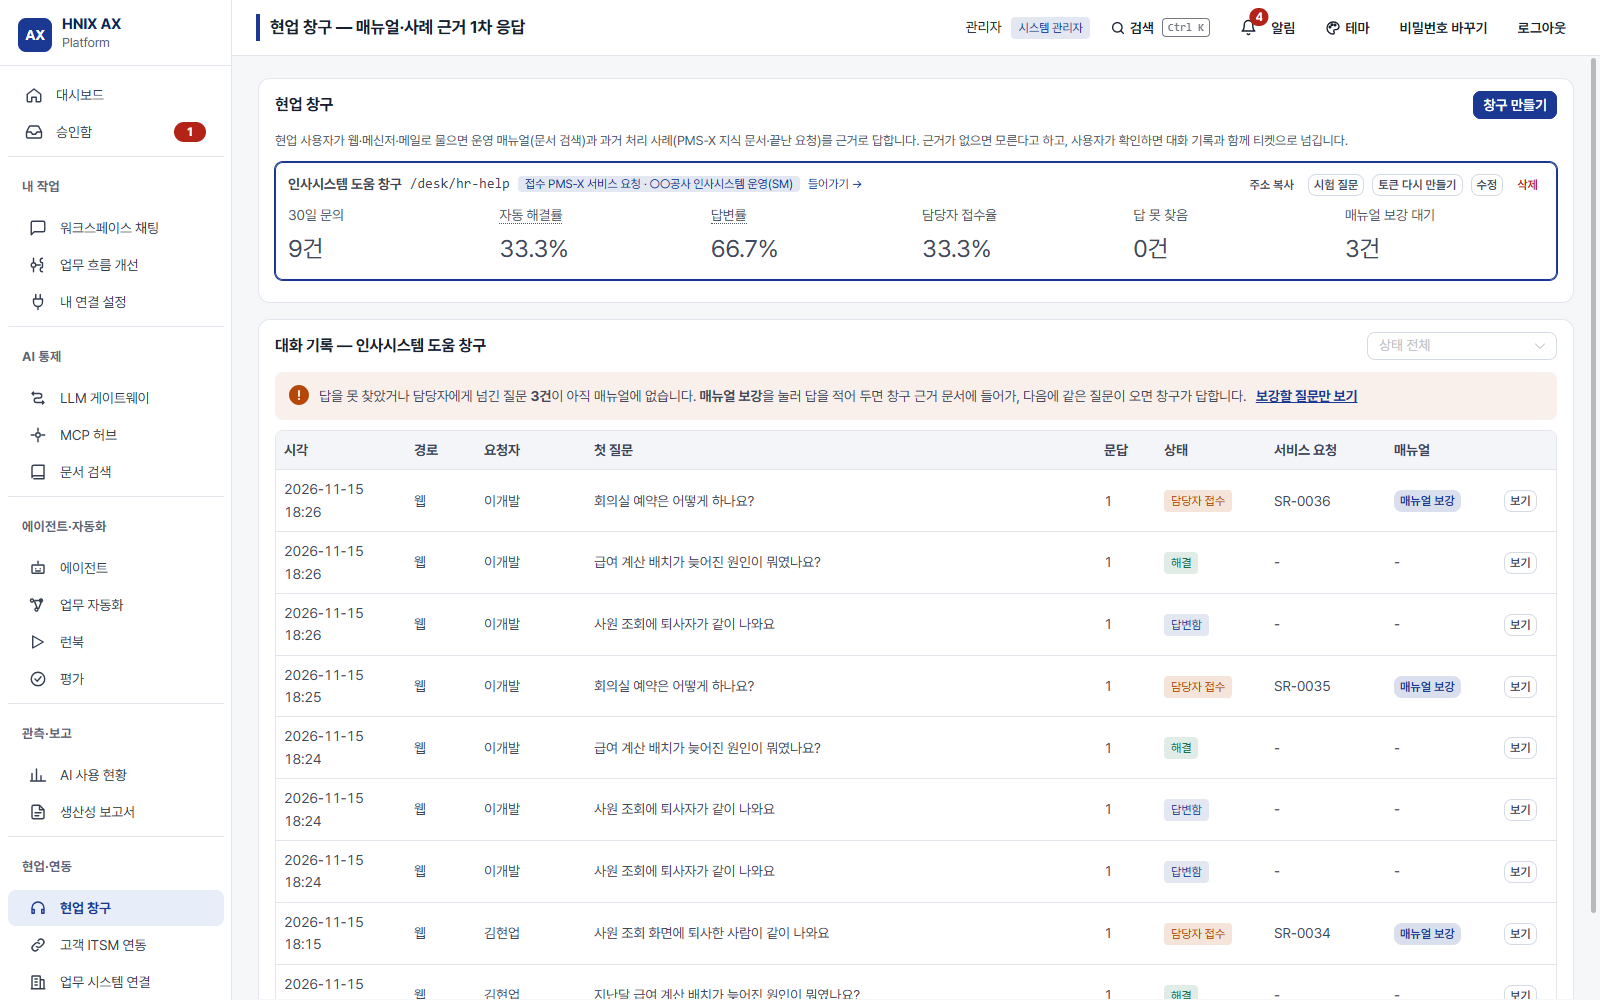 AX
HNIX AX
Platform
대시보드
승인함
1
내 작업
워크스페이스 채팅
업무 흐름 개선
내 연결 설정
AI 통제
LLM 게이트웨이
MCP 허브
문서 검색
에이전트·자동화
에이전트
업무 자동화
런북
평가
관측·보고
AI 사용 현황
생산성 보고서
현업·연동
현업 창구
고객 ITSM 연동
업무 시스템 연결
현업 창구 — 매뉴얼·사례 근거 1차 응답
관리자 시스템 관리자 검색 Ctrl K 4 알림 테마 비밀번호 바꾸기 로그아웃
현업 창구
창구 만들기
현업 사용자가 웹·메신저·메일로 물으면 운영 매뉴얼(문서 검색)과 과거 처리 사례(PMS-X 지식 문서·끝난 요청)를 근거로 답합니다. 근거가 없으면 모른다고 하고, 사용자가 확인하면 대화 기록과 함께 티켓으로 넘깁니다.
인사시스템 도움 창구 /desk/hr-help 접수 PMS-X 서비스 요청 · 〇〇공사 인사시스템 운영(SM) 들어가기 → 주소 복사 시험 질문 토큰 다시 만들기 수정 삭제
30일 문의 자동 해결률 답변률 담당자 접수율 답 못 찾음 매뉴얼 보강 대기
9건 33.3% 66.7% 33.3% 0건 3건
대화 기록 — 인사시스템 도움 창구
상태 전체
답을 못 찾았거나 담당자에게 넘긴 질문 3건이 아직 매뉴얼에 없습니다. 매뉴얼 보강을 눌러 답을 적어 두면 창구 근거 문서에 들어가, 다음에 같은 질문이 오면 창구가 답합니다. 보강할 질문만 보기
시각 경로 요청자 첫 질문 문답 상태 서비스 요청 매뉴얼
2026-11-15 18:26 웹 이개발 회의실 예약은 어떻게 하나요? 1 담당자 접수 SR-0036 매뉴얼 보강 보기
2026-11-15 18:26 웹 이개발 급여 계산 배치가 늦어진 원인이 뭐였나요? 1 해결 - - 보기
2026-11-15 18:26 웹 이개발 사원 조회에 퇴사자가 같이 나와요 1 답변함 - - 보기
2026-11-15 18:25 웹 이개발 회의실 예약은 어떻게 하나요? 1 담당자 접수 SR-0035 매뉴얼 보강 보기
2026-11-15 18:24 웹 이개발 급여 계산 배치가 늦어진 원인이 뭐였나요? 1 해결 - - 보기
2026-11-15 18:24 웹 이개발 사원 조회에 퇴사자가 같이 나와요 1 답변함 - - 보기
2026-11-15 18:24 웹 이개발 사원 조회에 퇴사자가 같이 나와요 1 답변함 - - 보기
2026-11-15 18:15 웹 김현업 사원 조회 화면에 퇴사한 사람이 같이 나와요 1 담당자 접수 SR-0034 매뉴얼 보강 보기
2026-11-15 웹 김현업 지난달 급여 계산 배치가 늦어진 원인이 뭐였나요? 1 해결 - - 보기